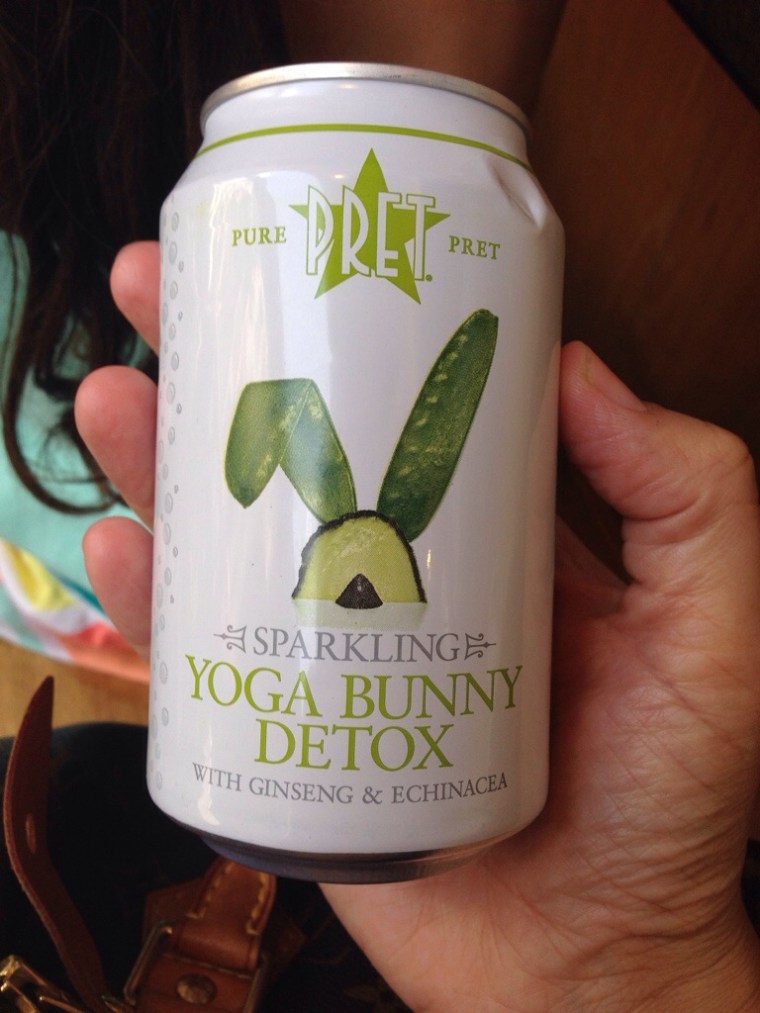 PURE PRET PRET
SPARKLING
YOGA BUNNY
DETOX
WITH GINSENG & ECHINACEA